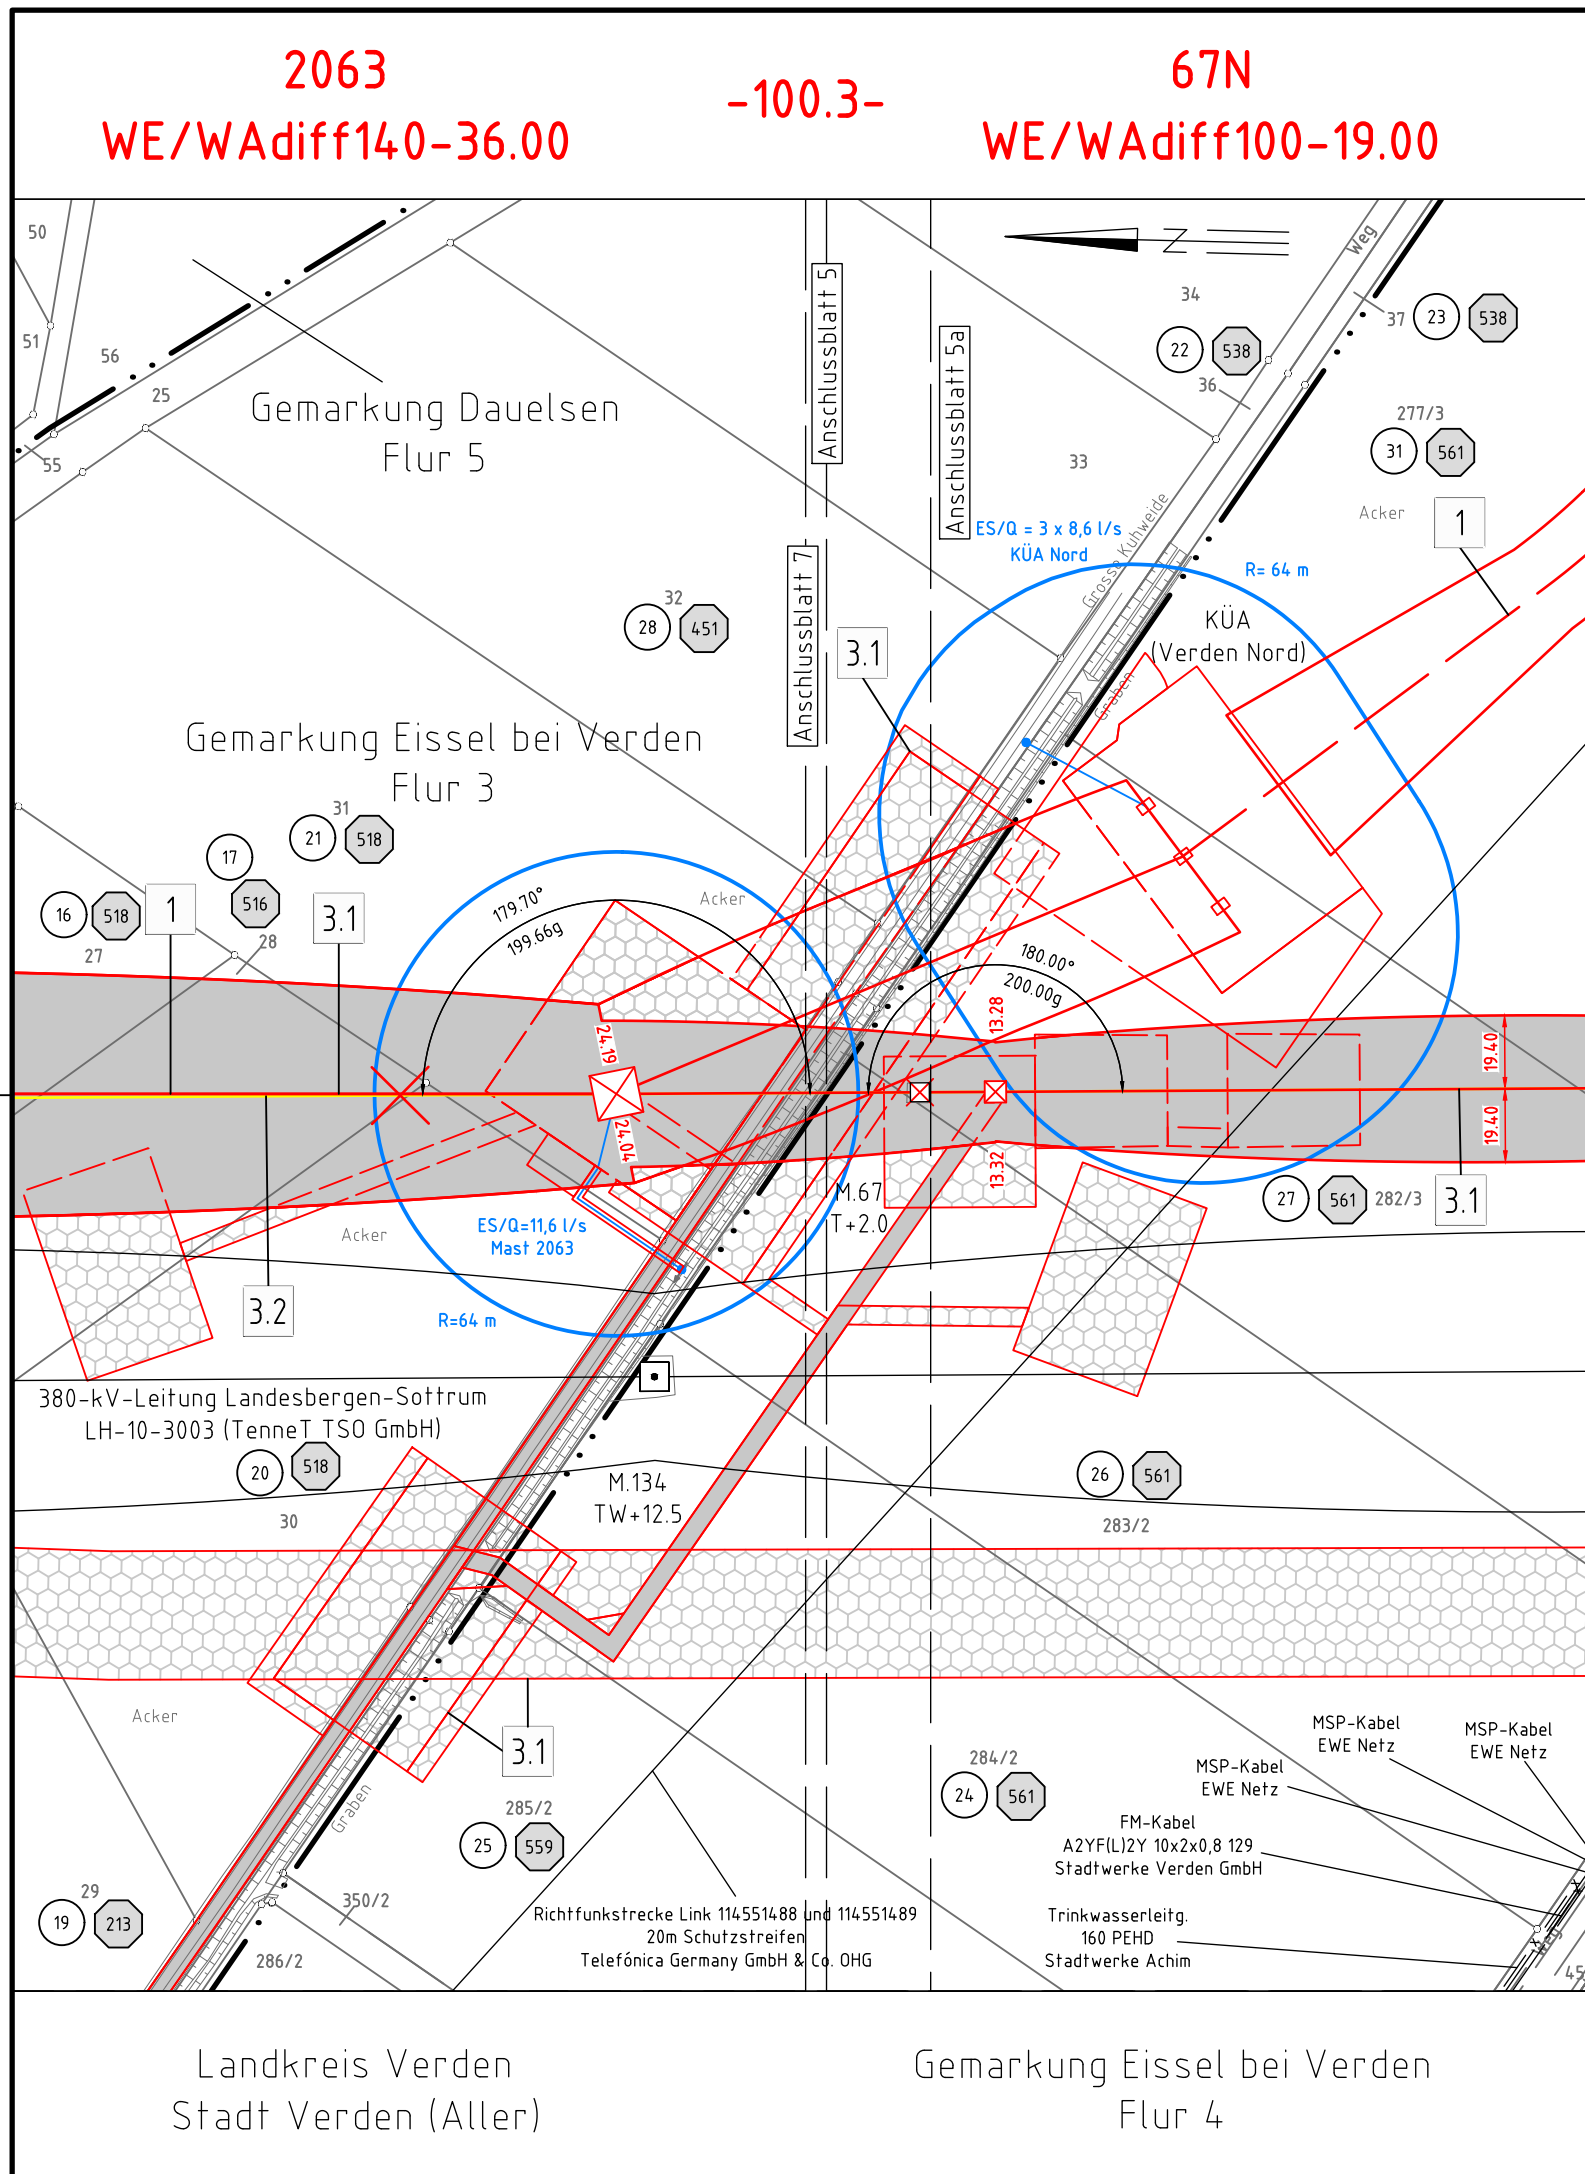 2063
WE/WAdiff140-36.00
-100.3-
67N
WE/WAdiff100-19.00
50
51
56
25
55
Gemarkung Dauelsen
Flur 5
Anschlussblatt 5
Anschlussblatt 5a
Anschlussblatt 7
N
Weg
34
22
538
36
37
23
538
277/3
31
561
Acker
1
33
ES/Q = 3 x 8,6 l/s
KÜA Nord
Grosse Kuhweide
R= 64 m
KÜA
(Verden Nord)
Graben
32
28
451
3.1
Gemarkung Eissel bei Verden
Flur 3
31
21
518
17
516
16
518
1
3.1
27
28
Acker
179.70°
199.66g
180.00°
200.00g
24.19
24.04
13.28
13.32
19.40
19.40
M.67
T+2.0
27
561
282/3
3.1
Acker
ES/Q=11,6 l/s
Mast 2063
R=64 m
3.2
380-kV-Leitung Landesbergen-Sottrum
LH-10-3003 (TenneT TSO GmbH)
20
518
30
M.134
TW+12.5
26
561
283/2
Acker
3.1
Graben
285/2
25
559
284/2
24
561
MSP-Kabel
EWE Netz
MSP-Kabel
EWE Netz
MSP-Kabel
EWE Netz
FM-Kabel
A2YF(L)2Y 10x2x0,8 129
Stadtwerke Verden GmbH
Trinkwasserleitg.
160 PEHD
Stadtwerke Achim
Weg
45
29
19
213
350/2
286/2
Richtfunkstrecke Link 114551488 und 114551489
20m Schutzstreifen
Telefónica Germany GmbH & Co. OHG
Landkreis Verden
Stadt Verden (Aller)
Gemarkung Eissel bei Verden
Flur 4